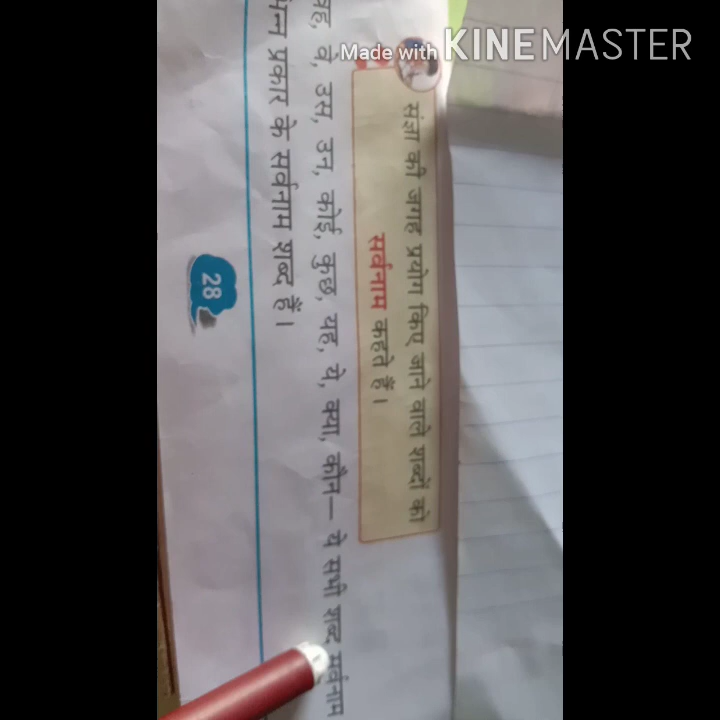 Made with KINEMASTER
संज्ञा की जगह प्रयोग किए जाने वाले शब्दों को
सर्वनाम कहते हैं।
वे, उस, उन, कोई, कुछ, यह, ये, क्या, कौन— ये सभी शब्द सर्वनाम
प्रकार के सर्वनाम शब्द हैं।
28